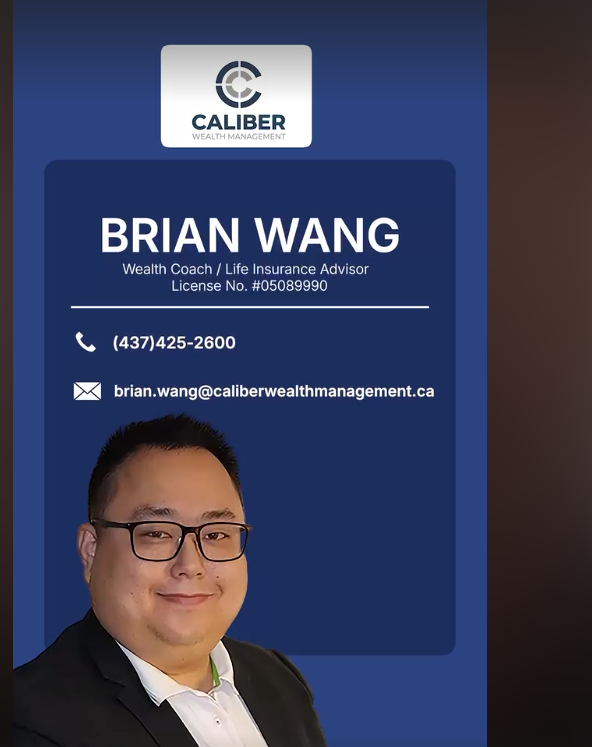 CALIBER
WEALTH MANAGEMENT
BRIAN WANG
Wealth Coach / Life Insurance Advisor
License No. #05089990
(437)425-2600
brian.wang@caliberwealthmanagement.ca